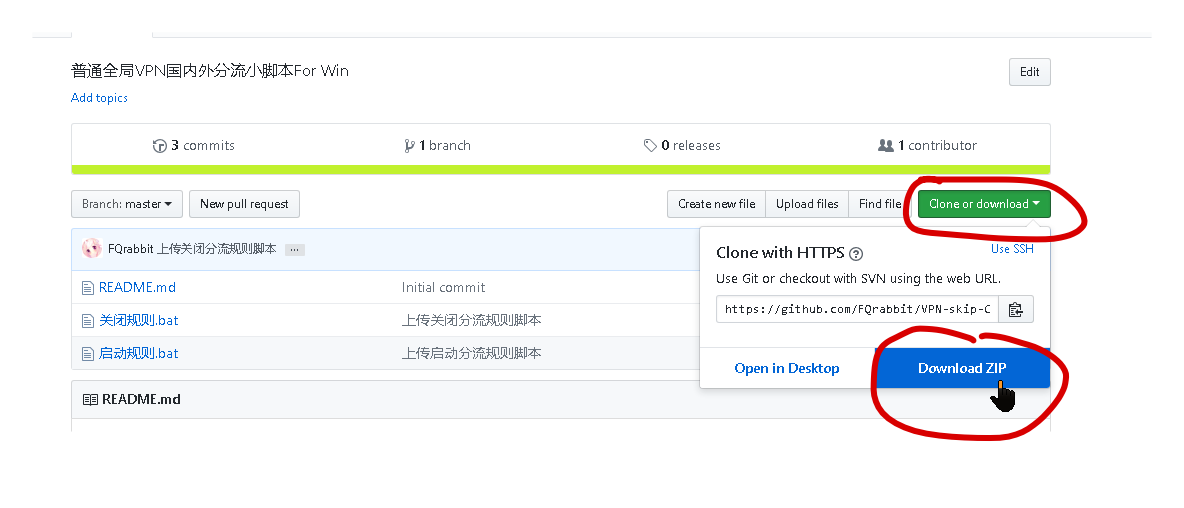 普通全局VPN国内外分流小脚本For Win
Edit
Add topics
3 commits
1 branch
0 releases
1 contributor
Branch: master
New pull request
Create new file
Upload files
Find file
Clone or download
FQrabbit 上传关闭分流规则脚本 ...
Clone with HTTPS ?
Use SSH
Use Git or checkout with SVN using the web URL.
https://github.com/FQrabbit/VPN-skip-C
Open in Desktop
Download ZIP
README.md
Initial commit
关闭规则.bat
上传关闭分流规则脚本
启动规则.bat
上传启动分流规则脚本
README.md